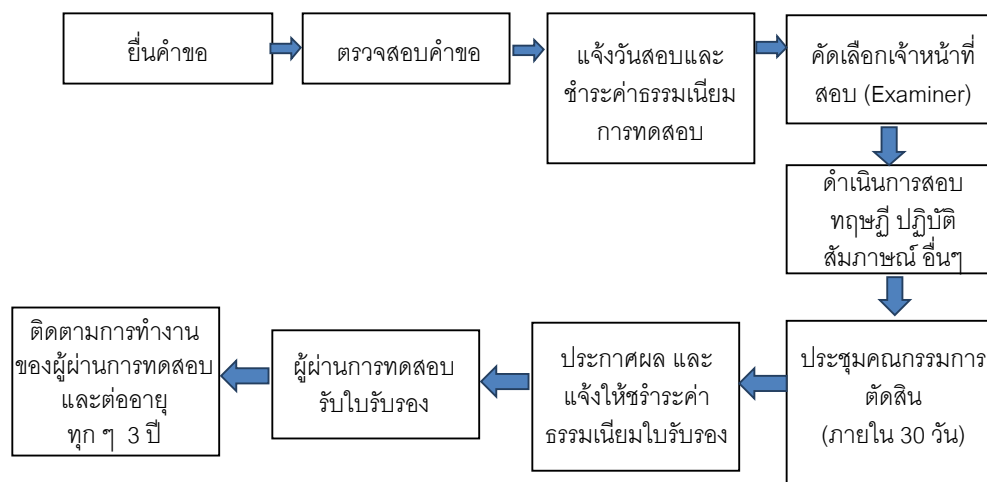 ยื่นคำขอ
ตรวจสอบคำขอ
แจ้งวันสอบและ
ชำระค่าธรรมเนียม
การทดสอบ
คัดเลือกเจ้าหน้าที่
สอบ (Examiner)
ดำเนินการสอบ
ทฤษฎี ปฏิบัติ
สัมภาษณ์ อื่นๆ
ประชุมคณกรรมการ
ตัดสิน
(ภายใน 30 วัน)
ประกาศผล และ
แจ้งให้ชรำระค่า
ธรรมเนียมใบรับรอง
ผู้ผ่านการทดสอบ
รับใบรับรอง
ติดตามการทำงาน
ของผู้ผ่านการทดสอบ
และต่ออายุ
ทุก ๆ 3 ปี